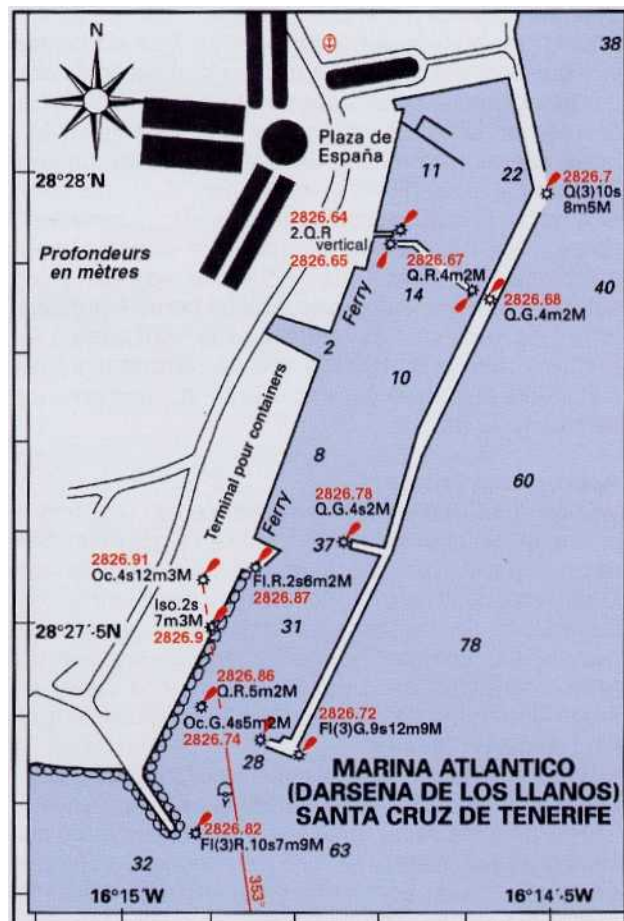 N
38
Plaza de
España
11
22
28°28´N
2826.7
Q(3)10s
8m5M
2826.64
2.Q.R
vertical
2826.65
Profondeurs
en mètres
2826.67
Q.R.4m2M
14
40
2826.68
Q.G.4m2M
Ferry
2
10
Terminal pour containers
8
60
2826.78
Q.G.4s2M
Ferry
37
2826.91
Oc.4s12m3M
Fl.R.2s6m2M
2826.87
Iso.2s
7m3M
2826.9
31
28°27´·5N
78
2826.86
Q.R.5m2M
Oc.G.4s5m2M
2826.74
2826.72
Fl(3)G.9s12m9M
28
MARINA ATLANTICO
(DARSENA DE LOS LLANOS)
SANTA CRUZ DE TENERIFE
2826.82
Fl(3)R.10s7m9M
63
32
353°
16°15´W
16°14´·5W